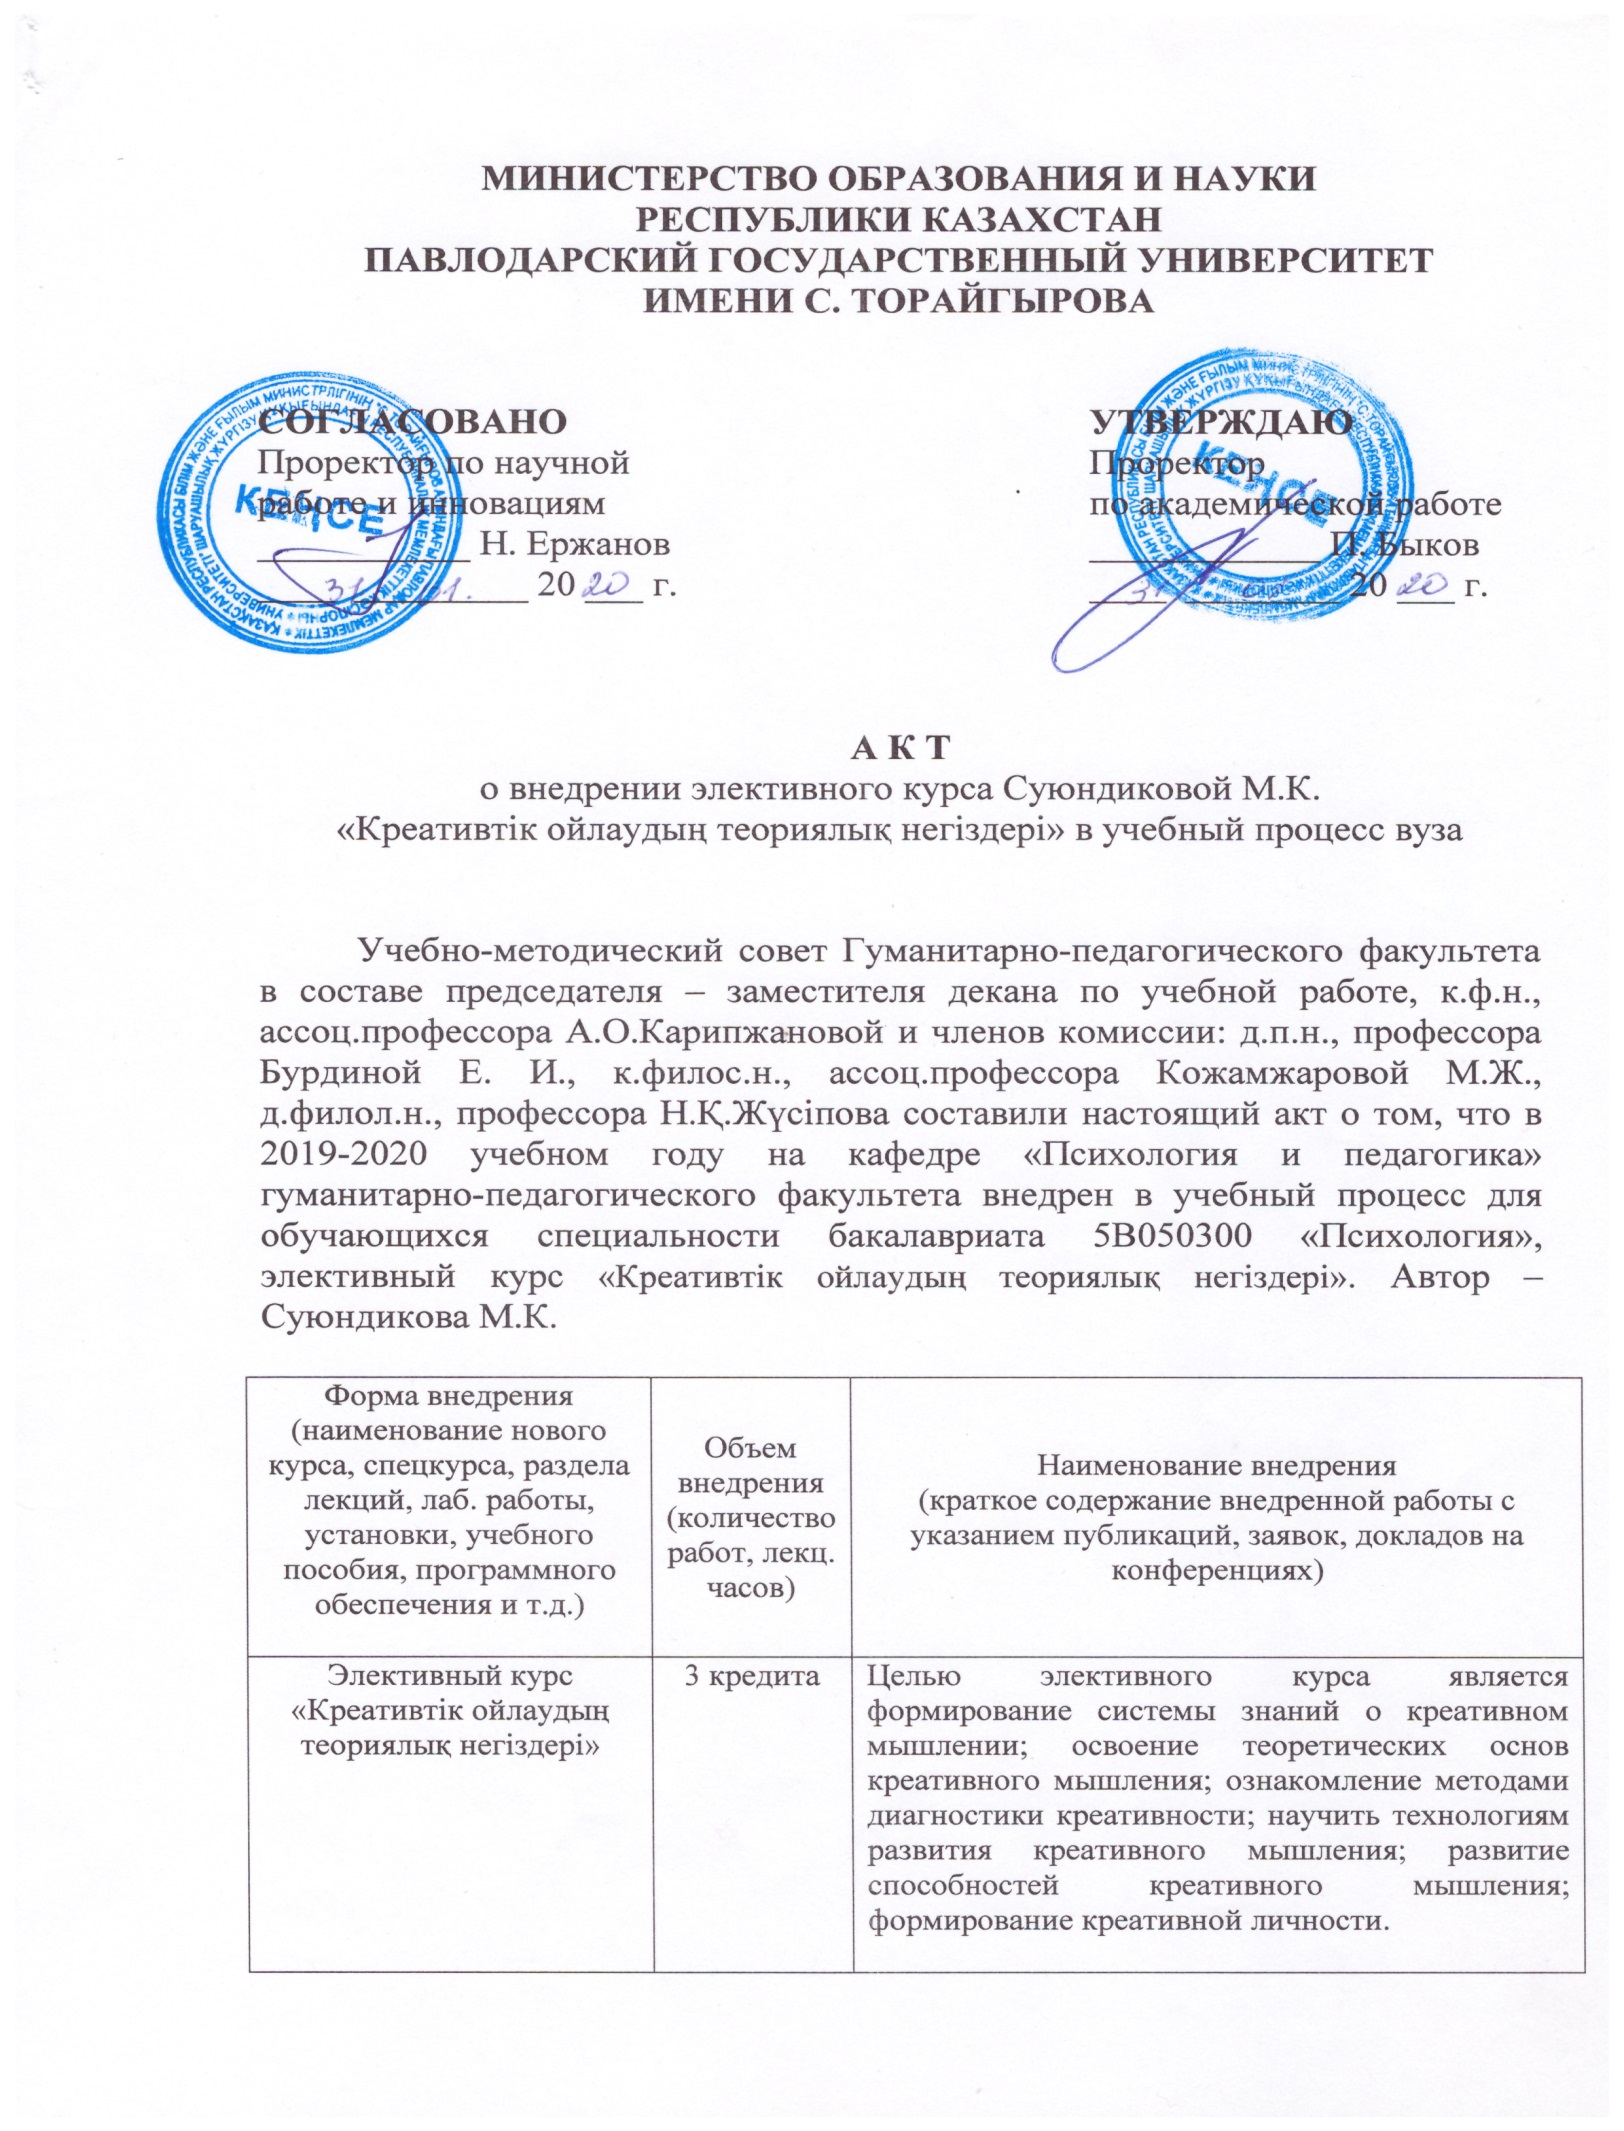 МИНИСТЕРСТВО ОБРАЗОВАНИЯ И НАУКИ
РЕСПУБЛИКИ КАЗАХСТАН
ПАВЛОДАРСКИЙ ГОСУДАРСТВЕННЫЙ УНИВЕРСИТЕТ
ИМЕНИ С. ТОРАЙГЫРОВА
СОГЛАСОВАНО
Проректор по научной
работе и инновациям
Н. Ержанов
31 01. 20 20 г.
КЕҢСЕ
УТВЕРЖДАЮ
Проректор
по академической работе
П. Быков
31 20 20 г.
КЕҢСЕ
А К Т
о внедрении элективного курса Суюндиковой М.К.
«Креативтік ойлаудың теориялық негіздері» в учебный процесс вуза
Учебно-методический совет Гуманитарно-педагогического факультета
в составе председателя – заместителя декана по учебной работе, к.ф.н.,
ассоц.профессора А.О.Карипжановой и членов комиссии: д.п.н., профессора
Бурдиной Е. И., к.филос.н., ассоц.профессора Кожамжаровой М.Ж.,
д.филол.н., профессора Н.Қ.Жүсіпова составили настоящий акт о том, что в
2019-2020 учебном году на кафедре «Психология и педагогика»
гуманитарно-педагогического факультета внедрен в учебный процесс для
обучающихся специальности бакалавриата 5В050300 «Психология»,
элективный курс «Креативтік ойлаудың теориялық негіздері». Автор –
Суюндикова М.К.
Форма внедрения
(наименование нового
курса, спецкурса, раздела
лекций, лаб. работы,
установки, учебного
пособия, программного
обеспечения и т.д.)
Объем
внедрения
(количество
работ, лекц.
часов)
Наименование внедрения
(краткое содержание внедренной работы с
указанием публикаций, заявок, докладов на
конференциях)
Элективный курс
«Креативтік ойлаудың
теориялық негіздері»
3 кредита
Целью элективного курса является
формирование системы знаний о креативном
мышлении; освоение теоретических основ
креативного мышления; ознакомление методами
диагностики креативности; научить технологиям
развития креативного мышления; развитие
способностей креативного мышления;
формирование креативной личности.